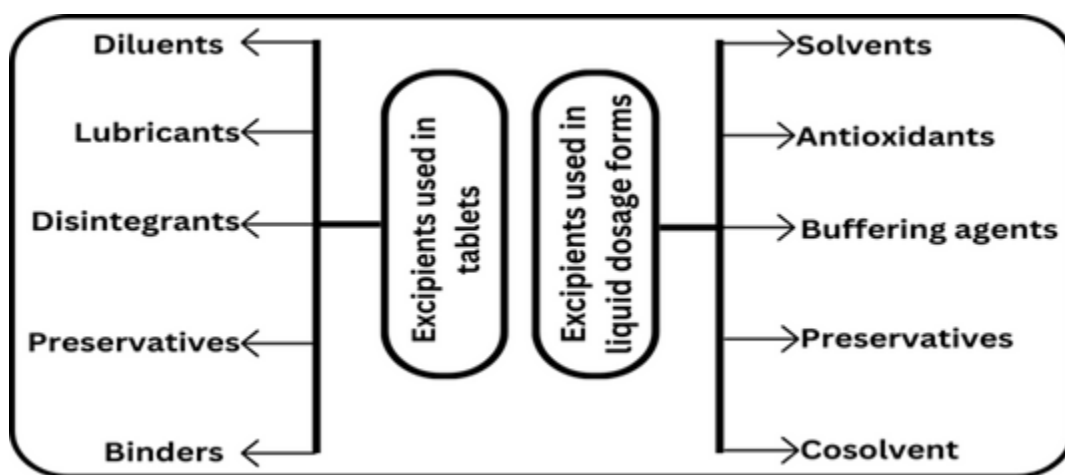 Diluents
Lubricants
Disintegrants
Preservatives
Binders
Excipients used in
tablets
Excipients used in
liquid dosage forms
Solvents
Antioxidants
Buffering agents
Preservatives
Cosolvent